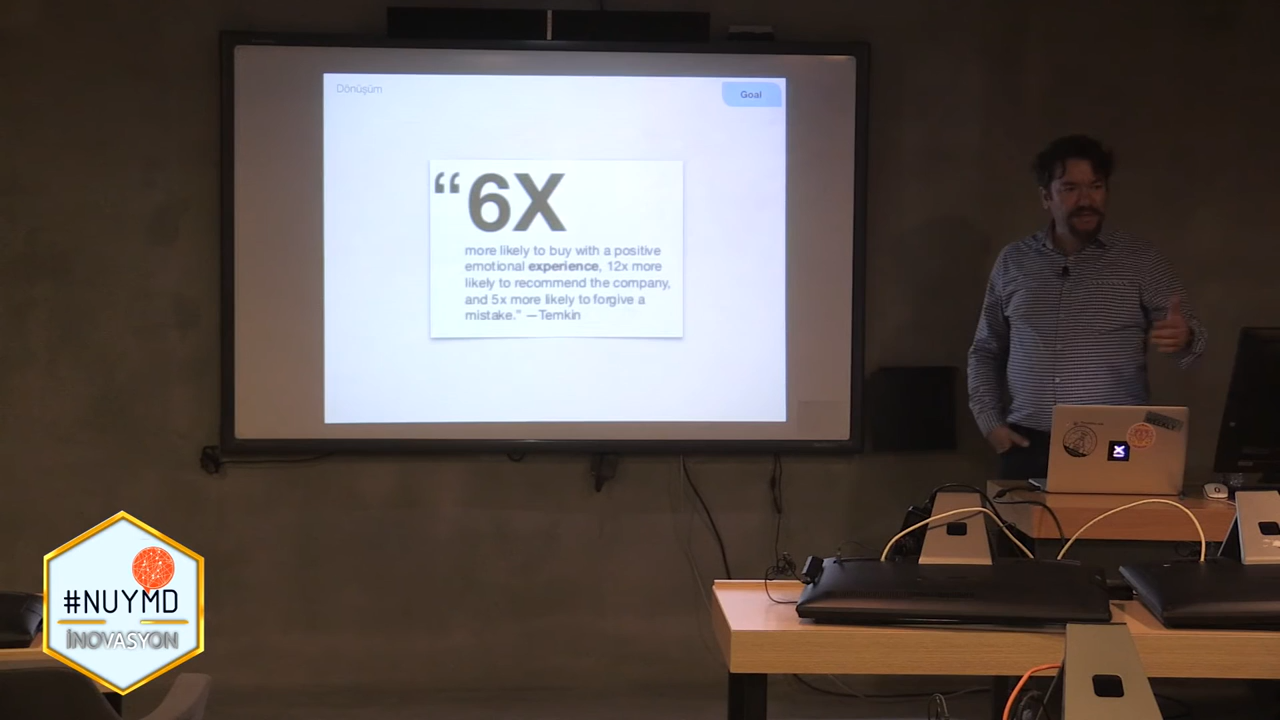 Dönüşüm
Goal
“6X
more likely to buy with a positive
emotional experience, 12x more
likely to recommend the company,
and 5x more likely to forgive a
mistake.” —Temkin
#NUYMD
İNOVASYON